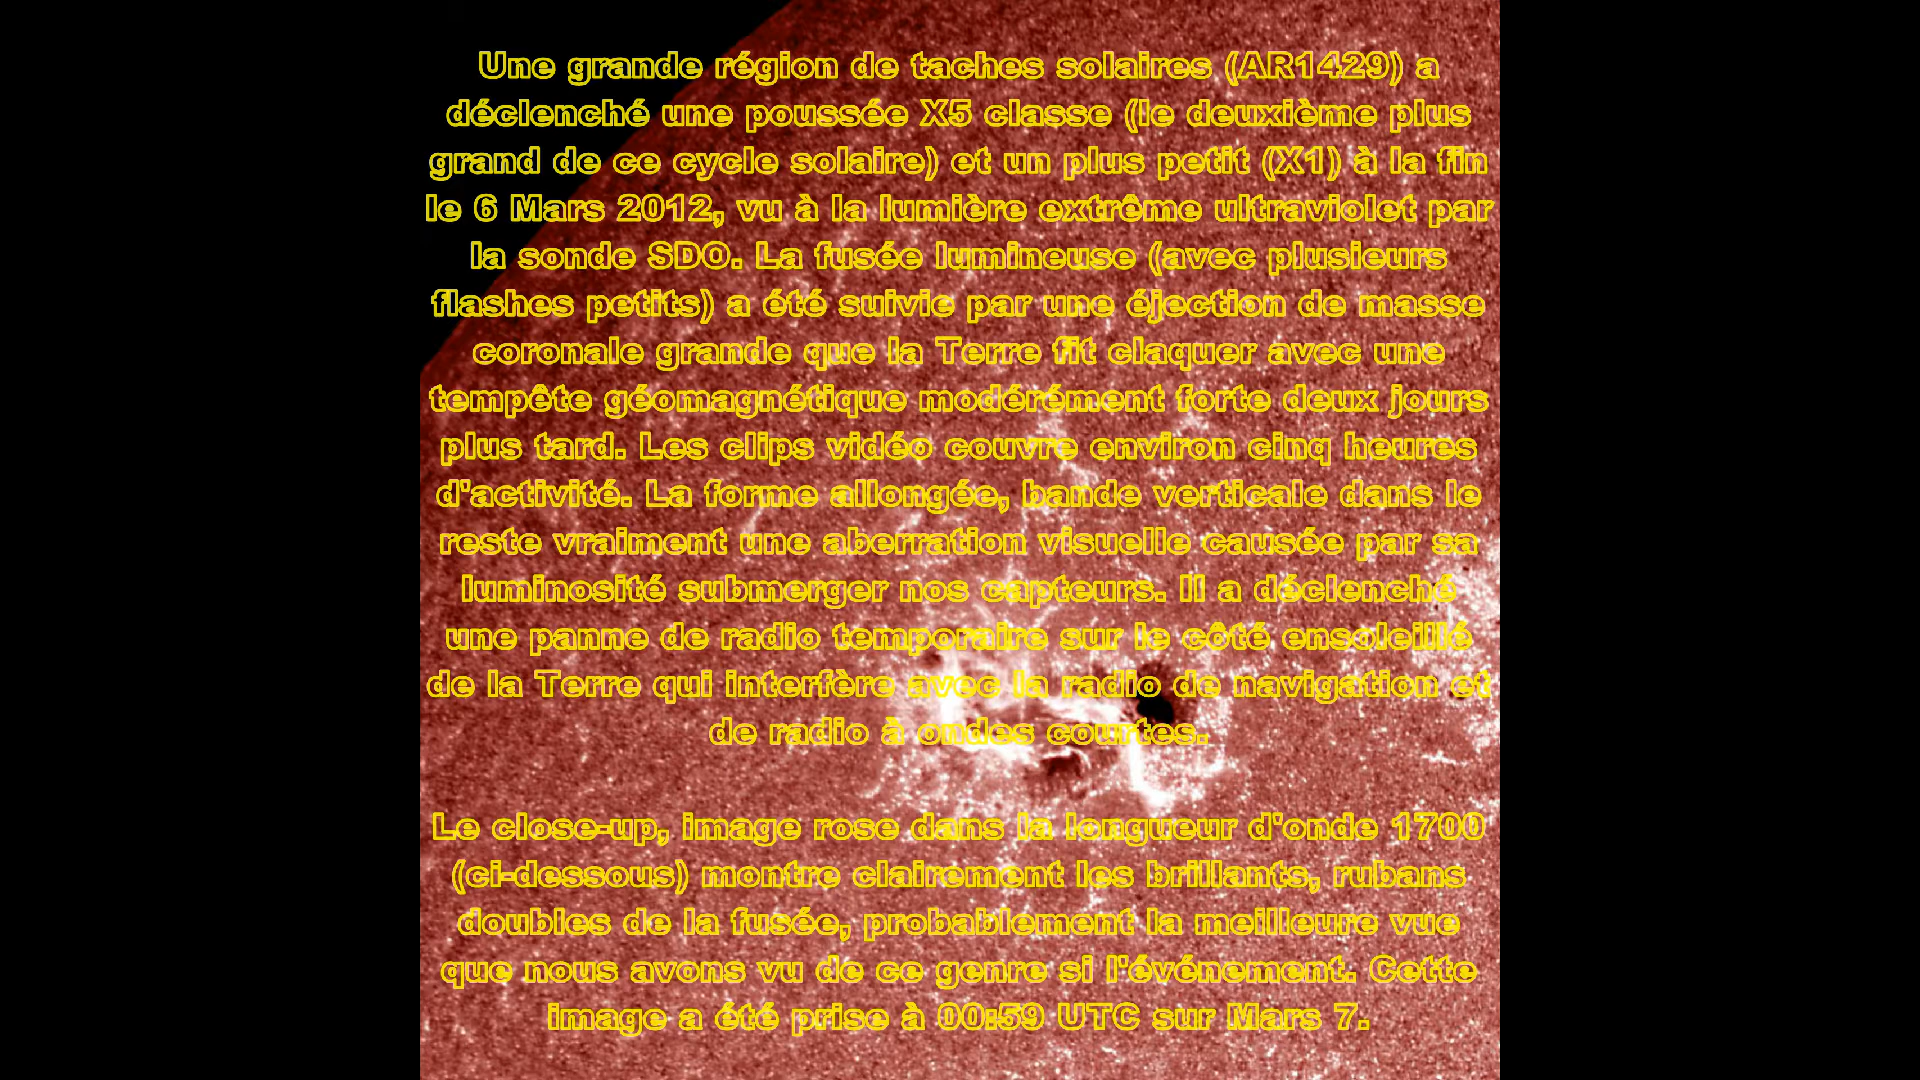 Une grande région de taches solaires (AR1429) a
déclenché une poussée X5 classe (le deuxième plus
grand de ce cycle solaire) et un plus petit (X1) à la fin
le 6 Mars 2012, vu à la lumière extrême ultraviolet par
la sonde SDO. La fusée lumineuse (avec plusieurs
flashes petits) a été suivie par une éjection de masse
coronale grande que la Terre fit claquer avec une
tempête géomagnétique modérément forte deux jours
plus tard. Les clips vidéo couvre environ cinq heures
d'activité. La forme allongée, bande verticale dans le
reste vraiment une aberration visuelle causée par sa
luminosité submerger nos capteurs. Il a déclenché
une panne de radio temporaire sur le côté ensoleillé
de la Terre qui interfère avec la radio de navigation et
de radio à ondes courtes.
Le close-up, image rose dans la longueur d'onde 1700
(ci-dessous) montre clairement les brillants, rubans
doubles de la fusée, probablement la meilleure vue
que nous avons vu de ce genre si l'événement. Cette
image a été prise à 00:59 UTC sur Mars 7.